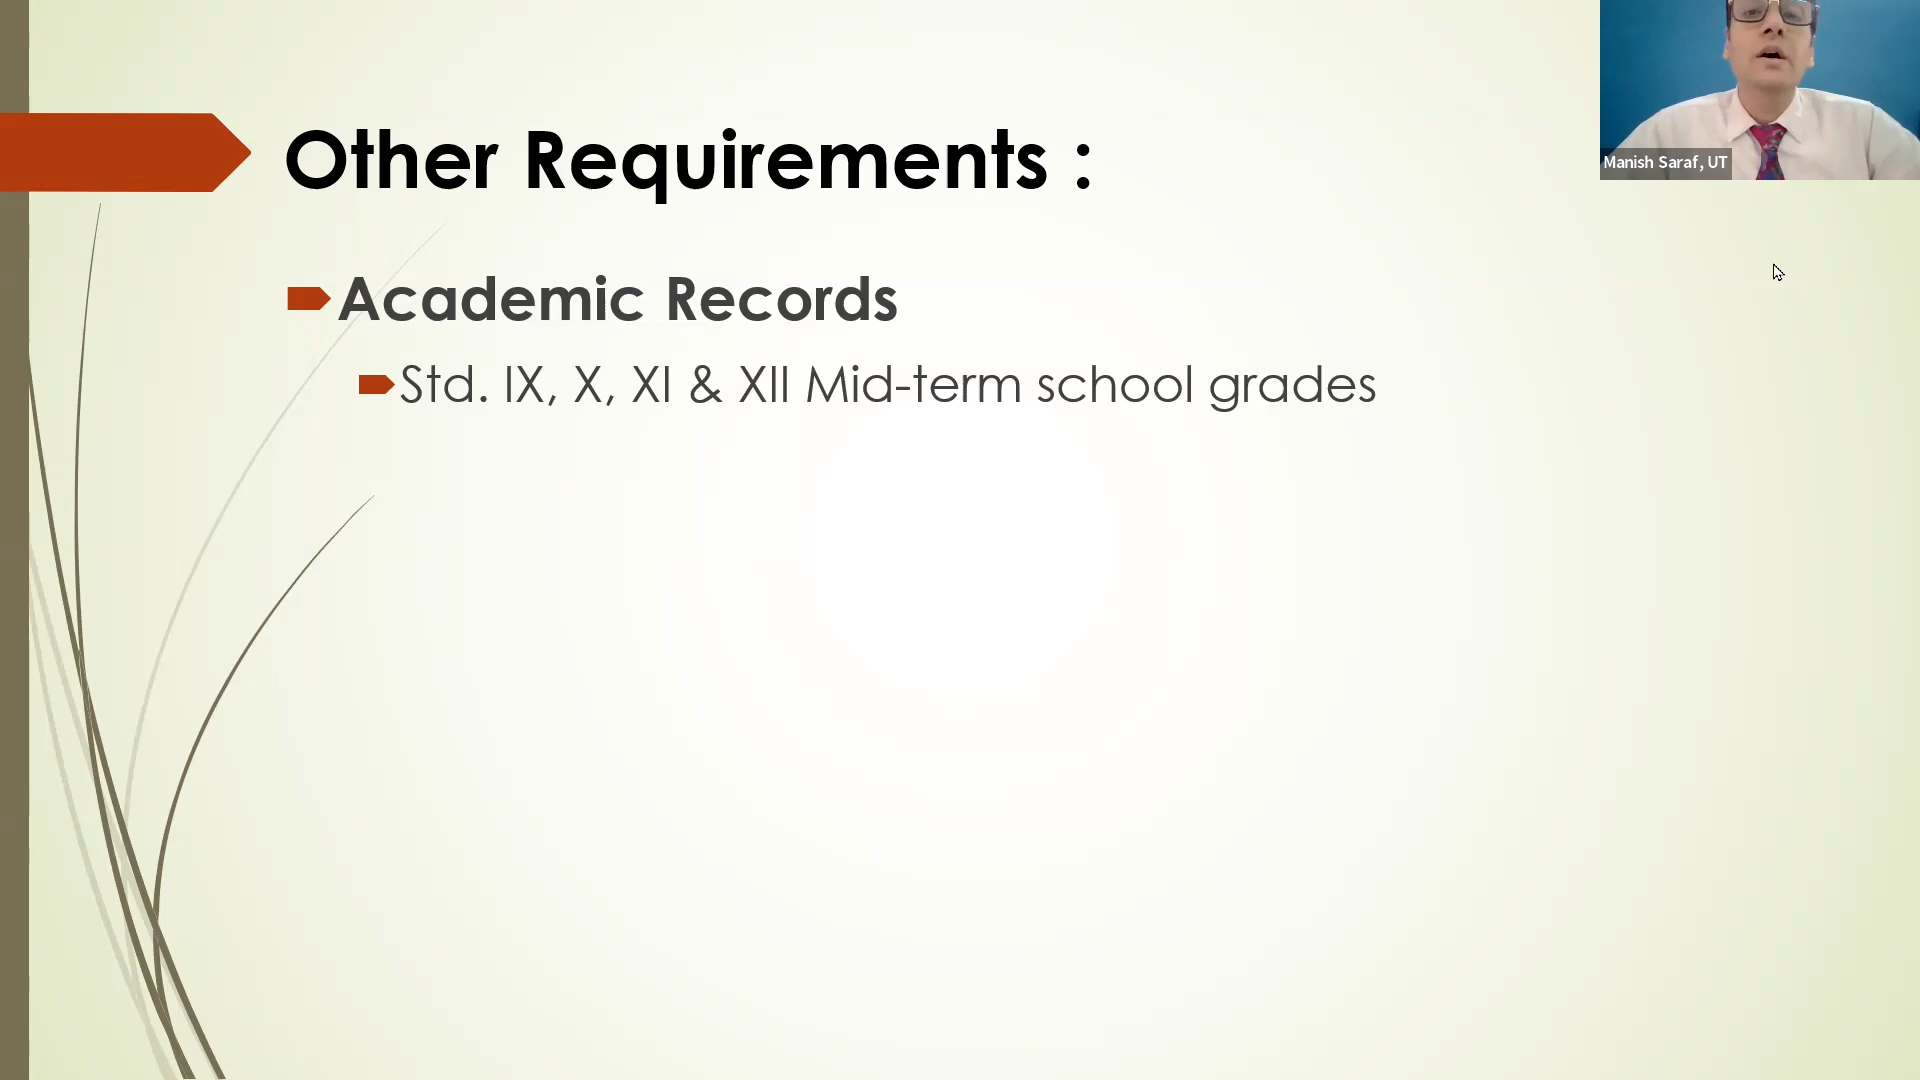 Other Requirements :
Academic Records
Std. IX, X, XI & XII Mid-term school grades
Manish Saraf, UT